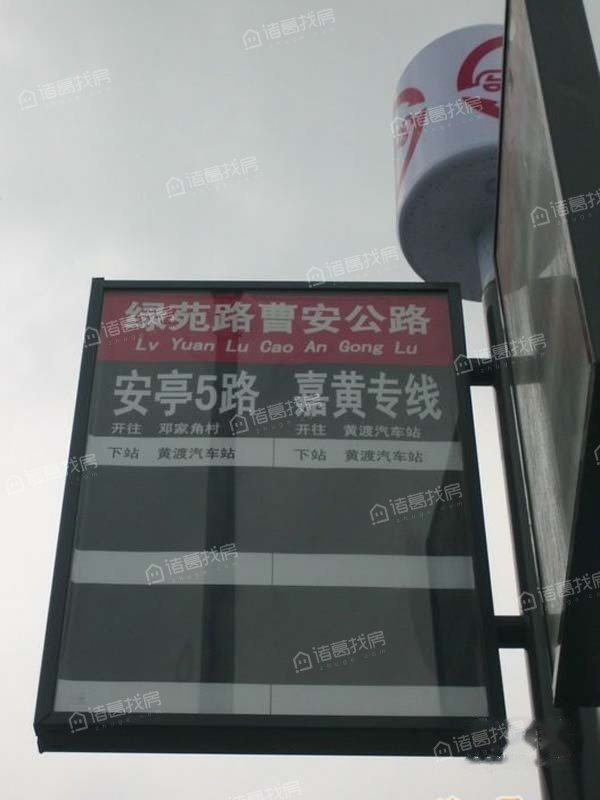 绿苑路曹安公路
Lv Yuan Lu Cao An Gong Lu
安亭5路 嘉黄专线
开往 邓家角村 开往 黄渡汽车站
下站 黄渡汽车站 下站 黄渡汽车站
诸葛找房